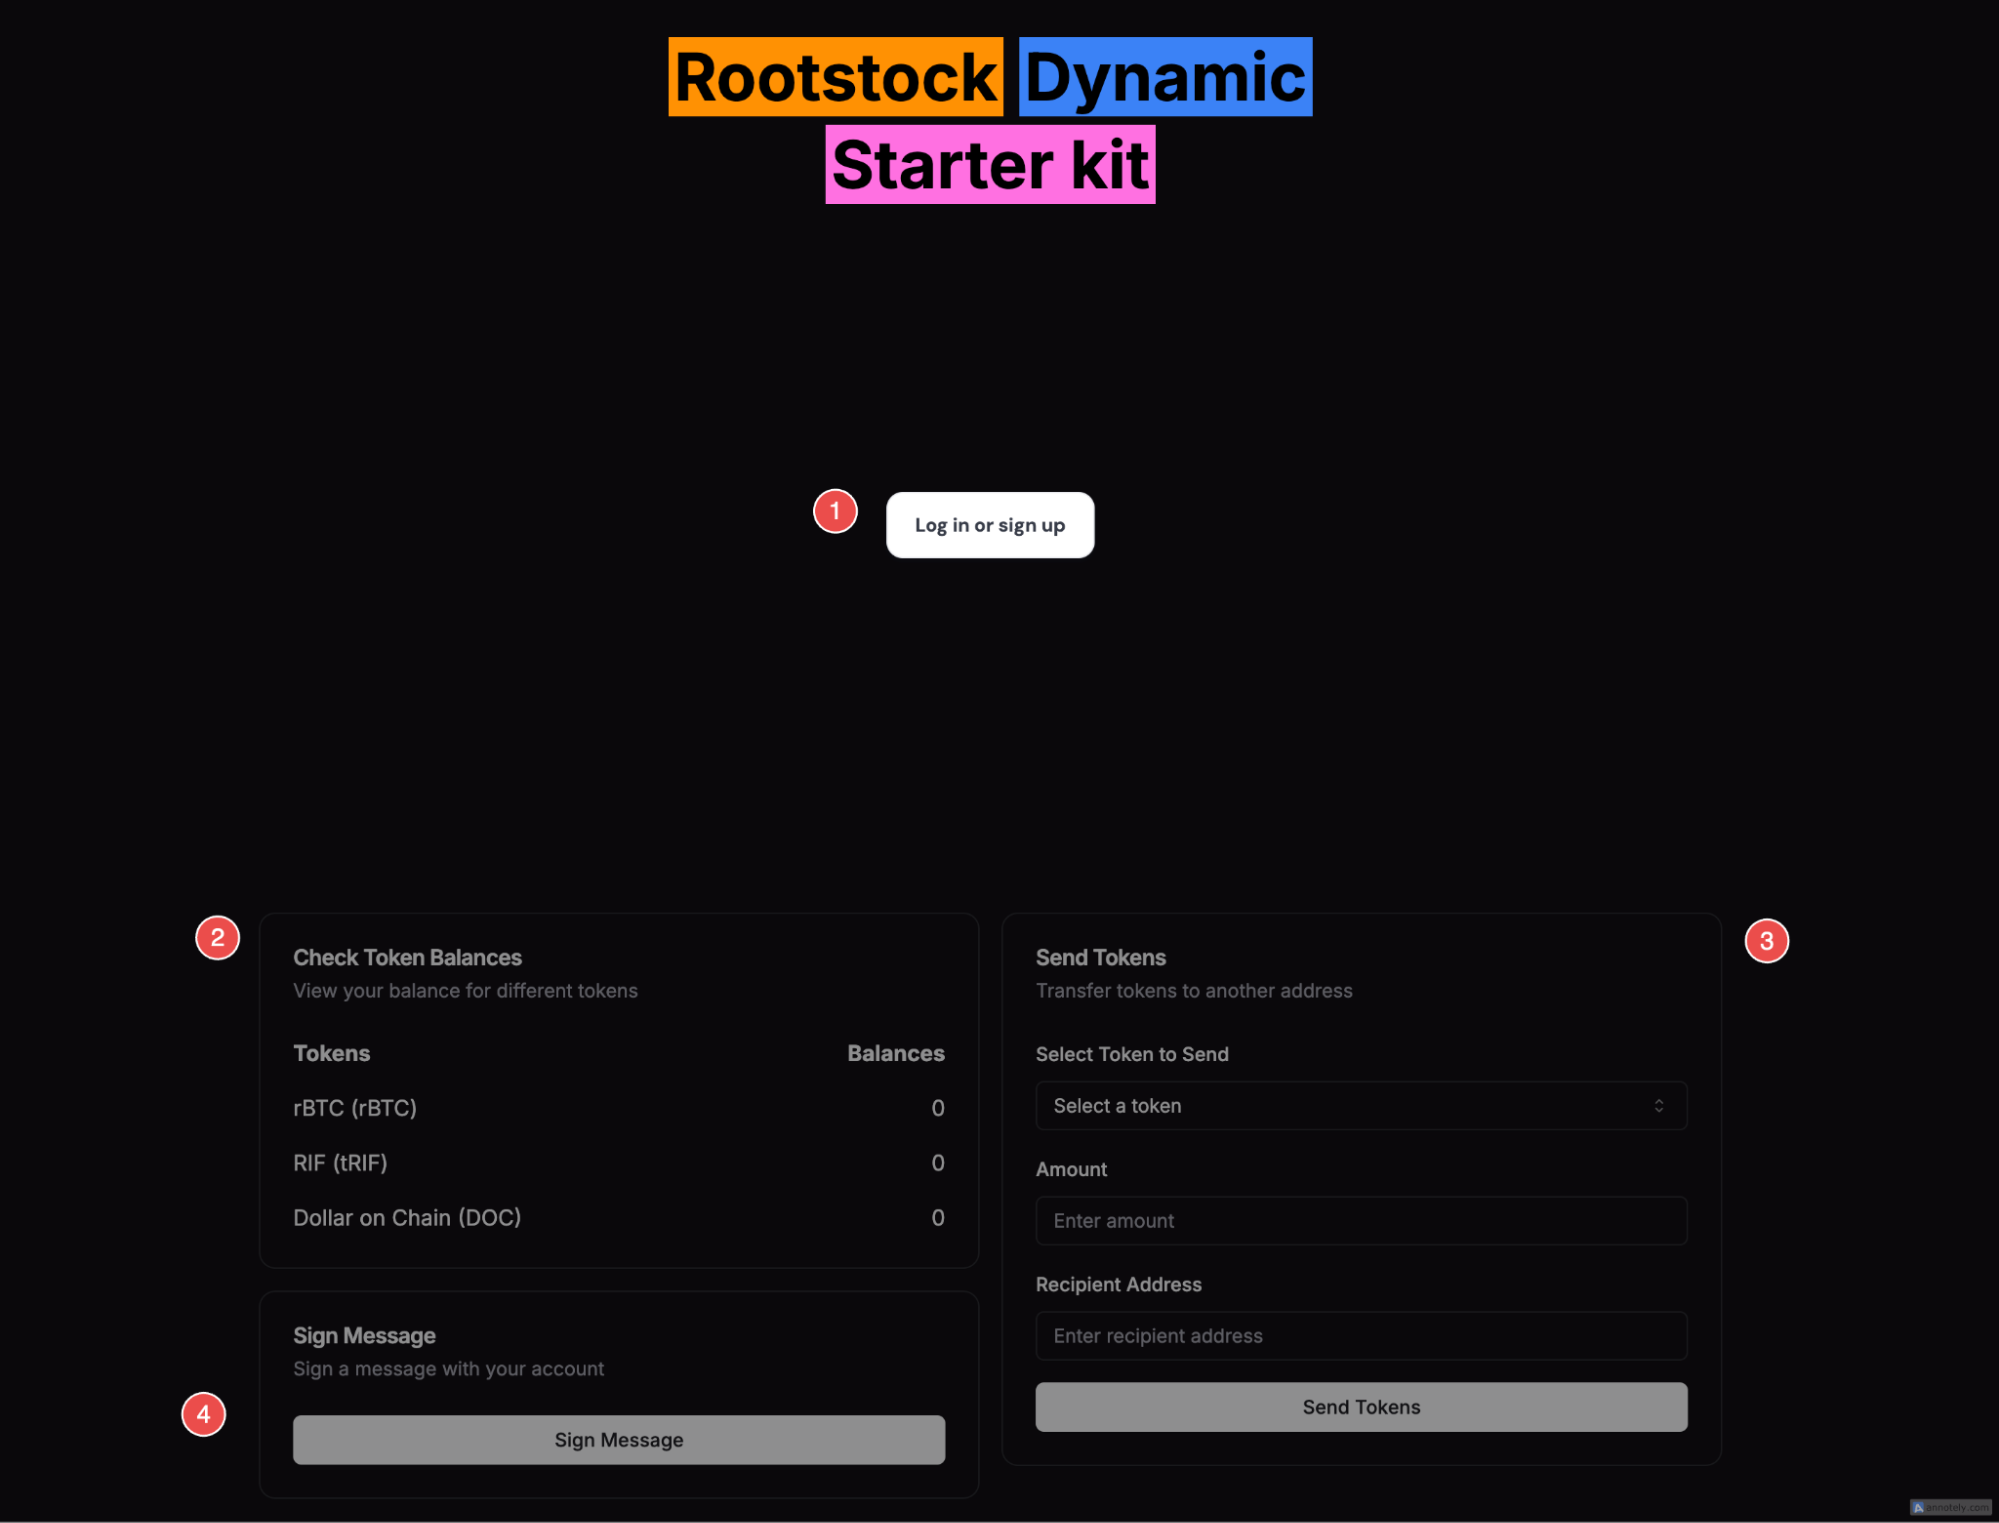 Rootstock Dynamic
Starter kit
1
Log in or sign up
2
Check Token Balances
View your balance for different tokens
Tokens Balances
rBTC (rBTC) 0
RIF (tRIF) 0
Dollar on Chain (DOC) 0
3
Send Tokens
Transfer tokens to another address
Select Token to Send
Select a token
Amount
Enter amount
Recipient Address
Enter recipient address
Send Tokens
4
Sign Message
Sign a message with your account
Sign Message
annotely.com